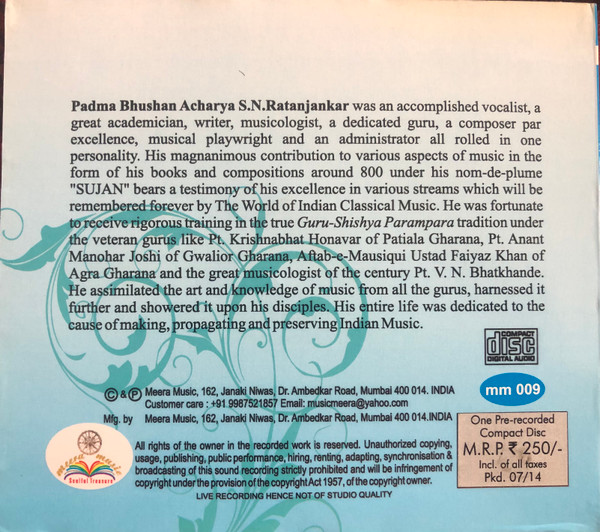 Padma Bhushan Acharya S.N.Ratanjankar was an accomplished vocalist, a
great academician, writer, musicologist, a dedicated guru, a composer par
excellence, musical playwright and an administrator all rolled in one
personality. His magnanimous contribution to various aspects of music in the
form of his books and compositions around 800 under his nom-de-plume
"SUJAN" bears a testimony of his excellence in various streams which will be
remembered forever by The World of Indian Classical Music. He was fortunate
to receive rigorous training in the true Guru-Shishya Parampara tradition under
the veteran gurus like Pt. Krishnabhat Honavar of Patiala Gharana, Pt. Anant
Manohar Joshi of Gwalior Gharana, Aftab-e-Mausiqui Ustad Faiyaz Khan of
Agra Gharana and the great musicologist of the century Pt. V. N. Bhatkhande.
He assimilated the art and knowledge of music from all the gurus, harnessed it
further and showered it upon his disciples. His entire life was dedicated to the
cause of making, propagating and preserving Indian Music.
COMPACT
disc
DIGITAL AUDIO
© & ℗ Meera Music, 162, Janaki Niwas, Dr. Ambedkar Road, Mumbai 400 014. INDIA
Customer care : +91 9987521857 Email: musicmeera@yahoo.com
Mfg. by Meera Music, 162, Janaki Niwas, Dr. Ambedkar Road, Mumbai 400 014.INDIA
mm 009
meera music
Soulful Treasure
All rights of the owner in the recorded work is reserved. Unauthorized copying,
usage, publishing, public performance, hiring, renting, adapting, synchronisation &
broadcasting of this sound recording strictly prohibited and will be infringement of
copyright under the provision of the copyright Act 1957, of the copyright owner.
LIVE RECORDING HENCE NOT OF STUDIO QUALITY
One Pre-recorded
Compact Disc
M.R.P. ₹ 250/-
Incl. of all taxes
Pkd. 07/14